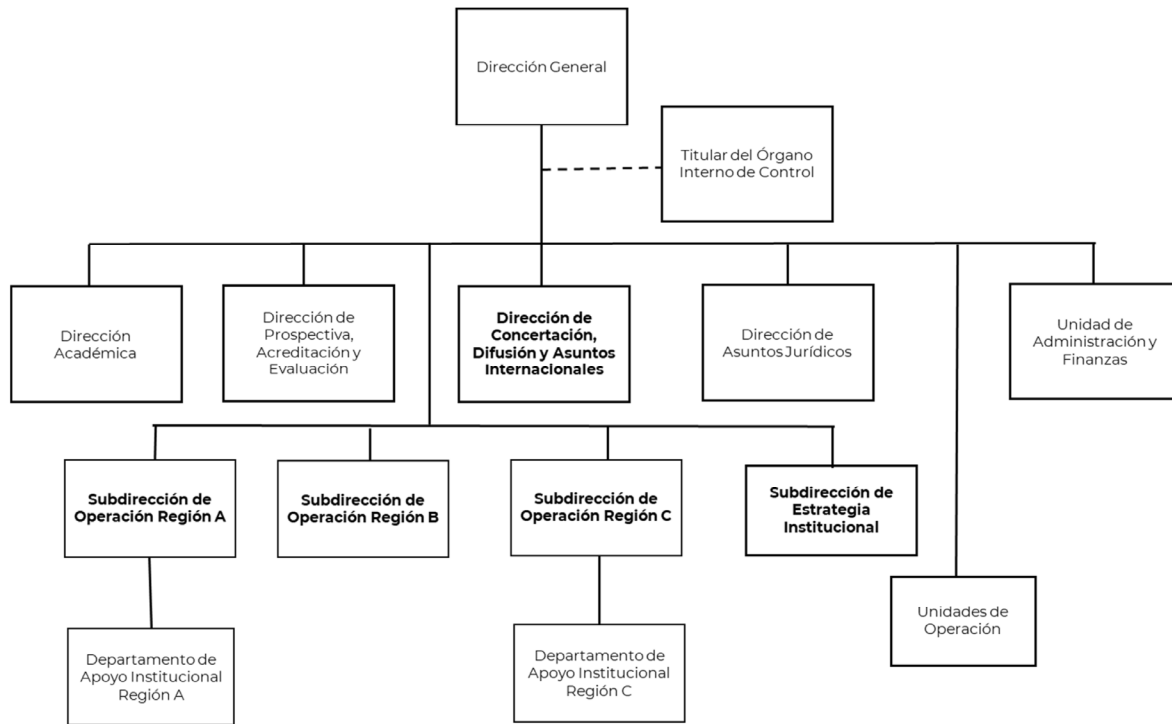 Dirección General
Titular del Órgano
Interno de Control
Dirección
Académica
Dirección de
Prospectiva,
Acreditación y
Evaluación
Dirección de
Concertación,
Difusión y Asuntos
Internacionales
Dirección de
Asuntos Jurídicos
Unidad de
Administración y
Finanzas
Subdirección de
Operación Región A
Subdirección de
Operación Región B
Subdirección de
Operación Región C
Subdirección de
Estrategia
Institucional
Unidades de
Operación
Departamento de
Apoyo Institucional
Región A
Departamento de
Apoyo Institucional
Región C